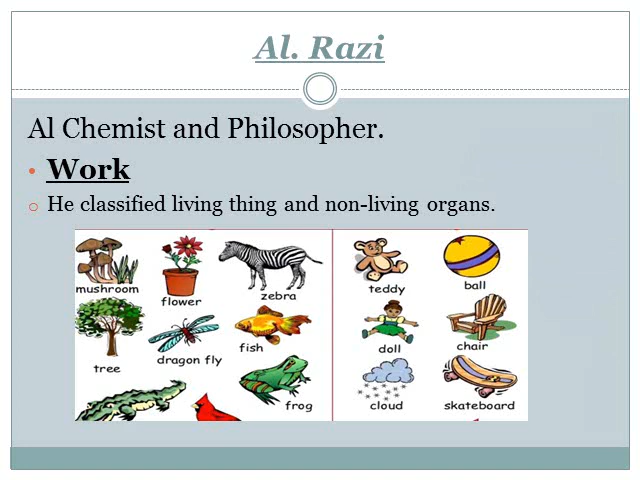 Al. Razi
Al Chemist and Philosopher.
• Work
o He classified living thing and non-living organs.
mushroom
flower
zebra
teddy
ball
tree
dragon fly
fish
doll
chair
frog
cloud
skateboard